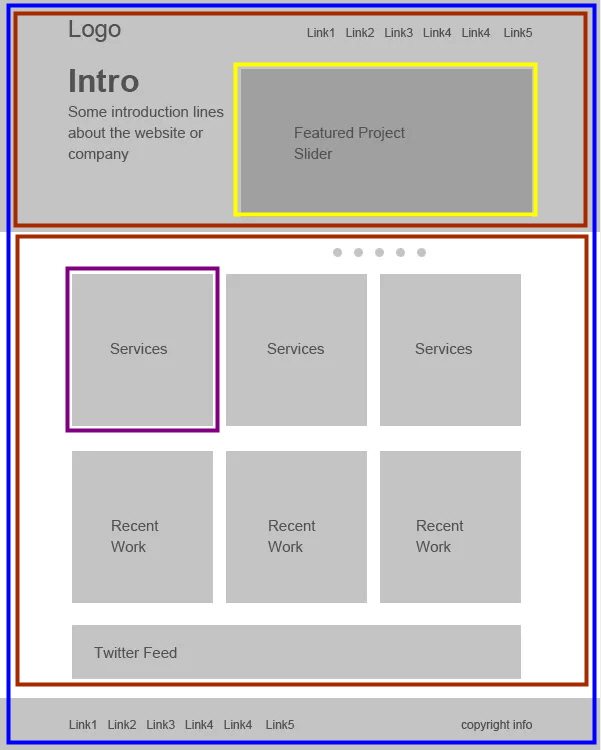 Logo
Link1 Link2 Link3 Link4 Link4 Link5
Intro
Some introduction lines
about the website or
company
Featured Project
Slider
Services
Services
Services
Recent
Work
Recent
Work
Recent
Work
Twitter Feed
Link1 Link2 Link3 Link4 Link4 Link5
copyright info